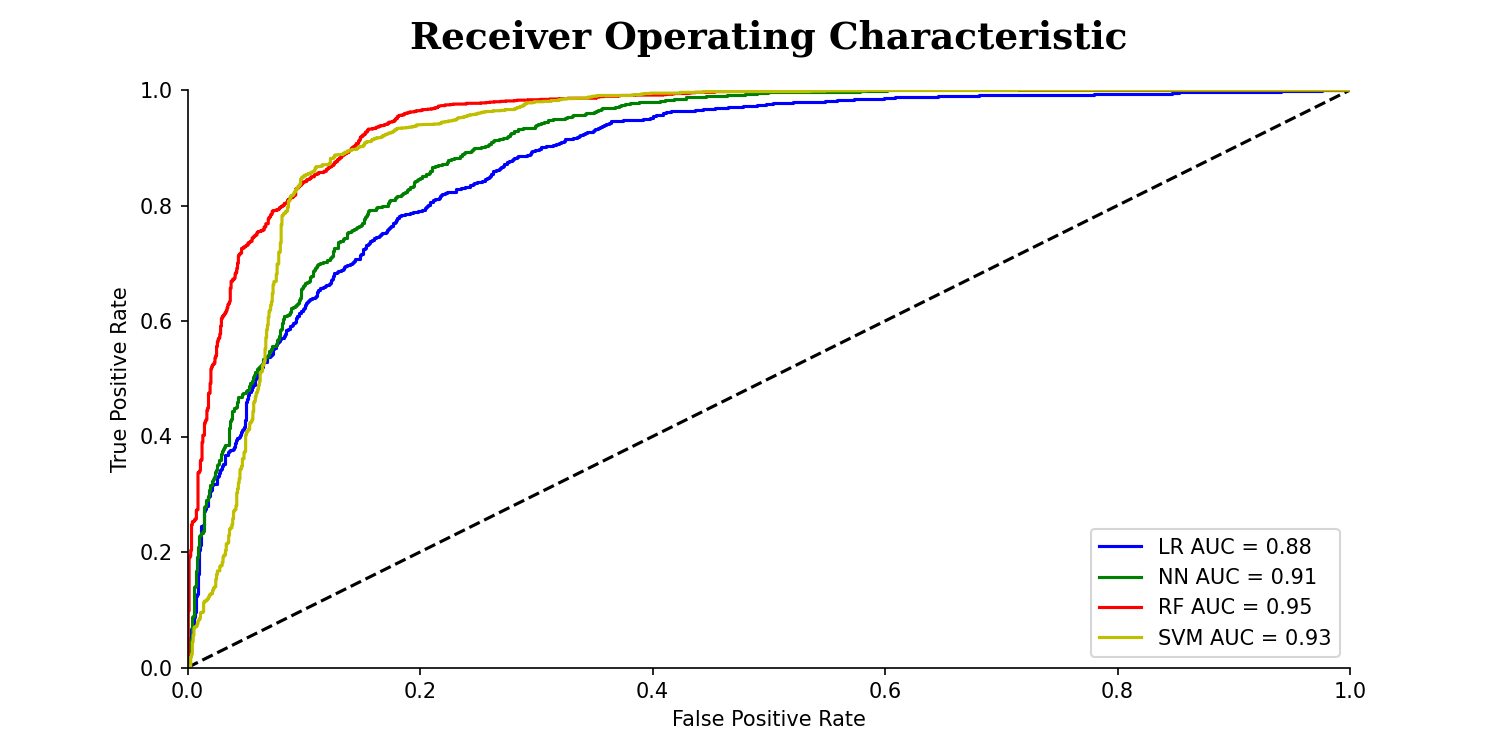 Receiver Operating Characteristic
1.0
0.8
0.6
0.4
0.2
0.0
True Positive Rate
LR AUC = 0.88
NN AUC = 0.91
RF AUC = 0.95
SVM AUC = 0.93
0.0 0.2 0.4 0.6 0.8 1.0
False Positive Rate